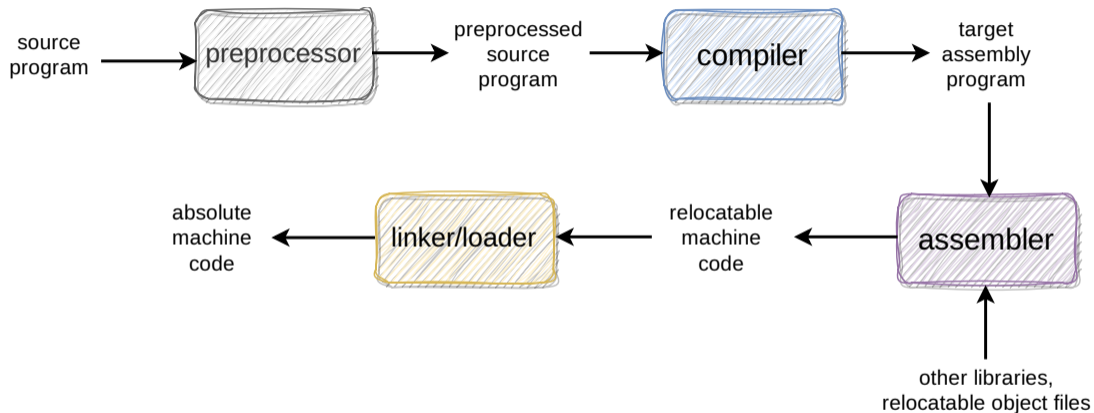 source
program
preprocessor
preprocessed
source
program
compiler
target
assembly
program
assembler
other libraries,
relocatable object files
relocatable
machine
code
linker/loader
absolute
machine
code